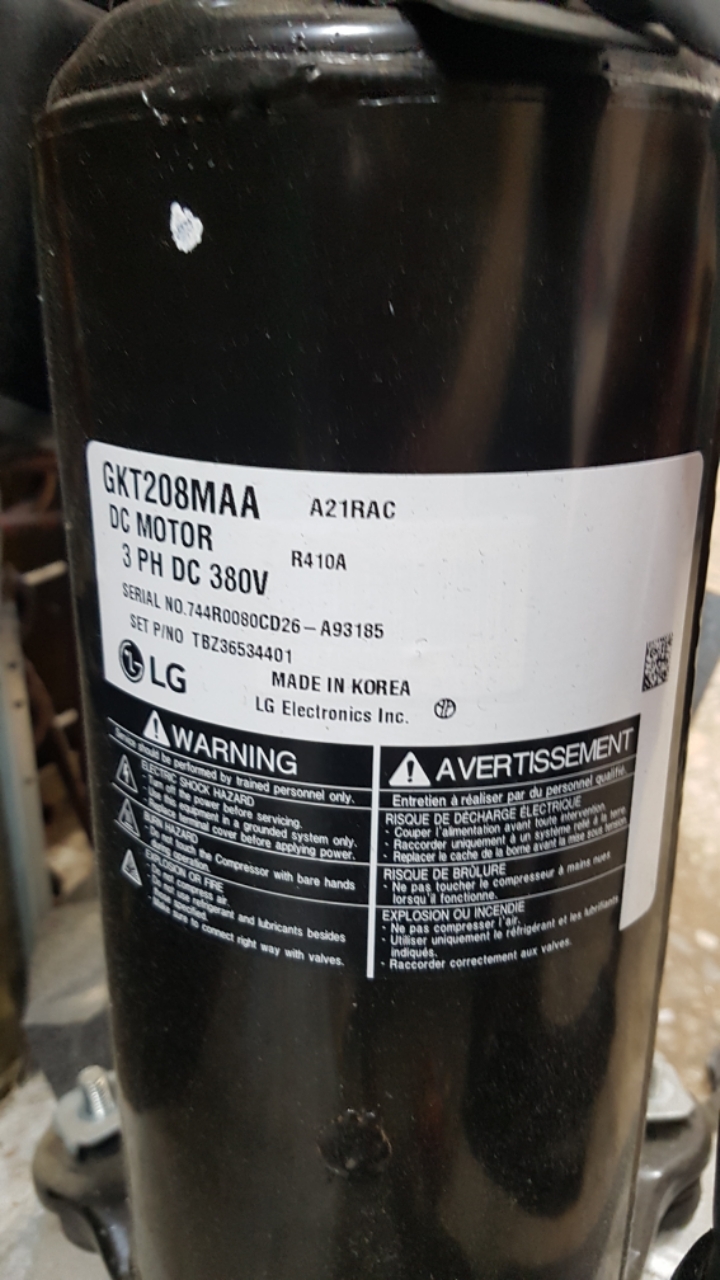 GKT208MAA A21RAC
DC MOTOR
3 PH DC 380V R410A
SERIAL NO.744R0080CD26-A93185
SET P/NO TBZ36534401
LG MADE IN KOREA
LG Electronics Inc.
WARNING
Service should be performed by trained personnel only.
ELECTRIC SHOCK HAZARD
- Turn off the power before servicing.
- Use this equipment in a grounded system only.
- Replace terminal cover before applying power.
BURN HAZARD
- Do not touch the Compressor with bare hands
during operation.
EXPLOSION OR FIRE
- Do not compress air.
- Do not use refrigerant and lubricants besides
those specified.
- Make sure to connect right way with valves.
AVERTISSEMENT
Entretien à réaliser par du personnel qualifié.
RISQUE DE DÉCHARGE ÉLECTRIQUE
- Couper l'alimentation avant toute intervention.
- Raccorder uniquement à un système relié à la terre.
- Replacer le cache de la borne avant la mise sous tension.
RISQUE DE BRÛLURE
- Ne pas toucher le compresseur à mains nues
lorsqu'il fonctionne.
EXPLOSION OU INCENDIE
- Ne pas compresser l'air.
- Utiliser uniquement le réfrigérant et les lubrifiants
indiqués.
- Raccorder correctement aux valves.